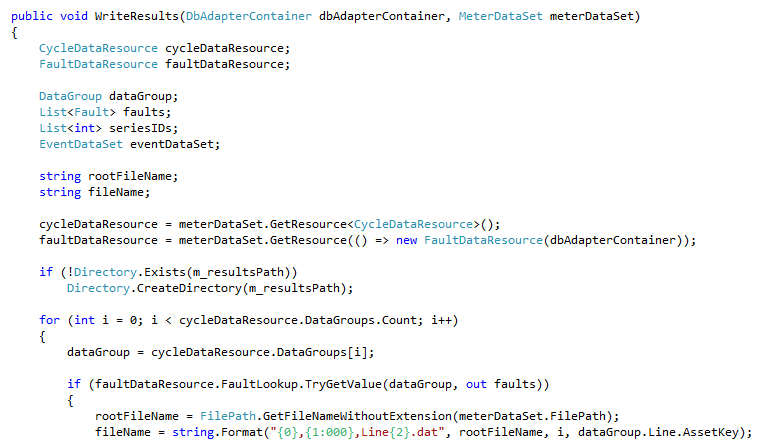 public void WriteResults(DbAdapterContainer dbAdapterContainer, MeterDataSet meterDataSet)
{
    CycleDataResource cycleDataResource;
    FaultDataResource faultDataResource;

    DataGroup dataGroup;
    List<Fault> faults;
    List<int> seriesIDs;
    EventDataSet eventDataSet;

    string rootFileName;
    string fileName;

    cycleDataResource = meterDataSet.GetResource<CycleDataResource>();
    faultDataResource = meterDataSet.GetResource(() => new FaultDataResource(dbAdapterContainer));

    if (!Directory.Exists(m_resultsPath))
        Directory.CreateDirectory(m_resultsPath);

    for (int i = 0; i < cycleDataResource.DataGroups.Count; i++)
    {
        dataGroup = cycleDataResource.DataGroups[i];

        if (faultDataResource.FaultLookup.TryGetValue(dataGroup, out faults))
        {
            rootFileName = FilePath.GetFileNameWithoutExtension(meterDataSet.FilePath);
            fileName = string.Format("{0},{1:000},Line{2}.dat", rootFileName, i, dataGroup.Line.AssetKey);